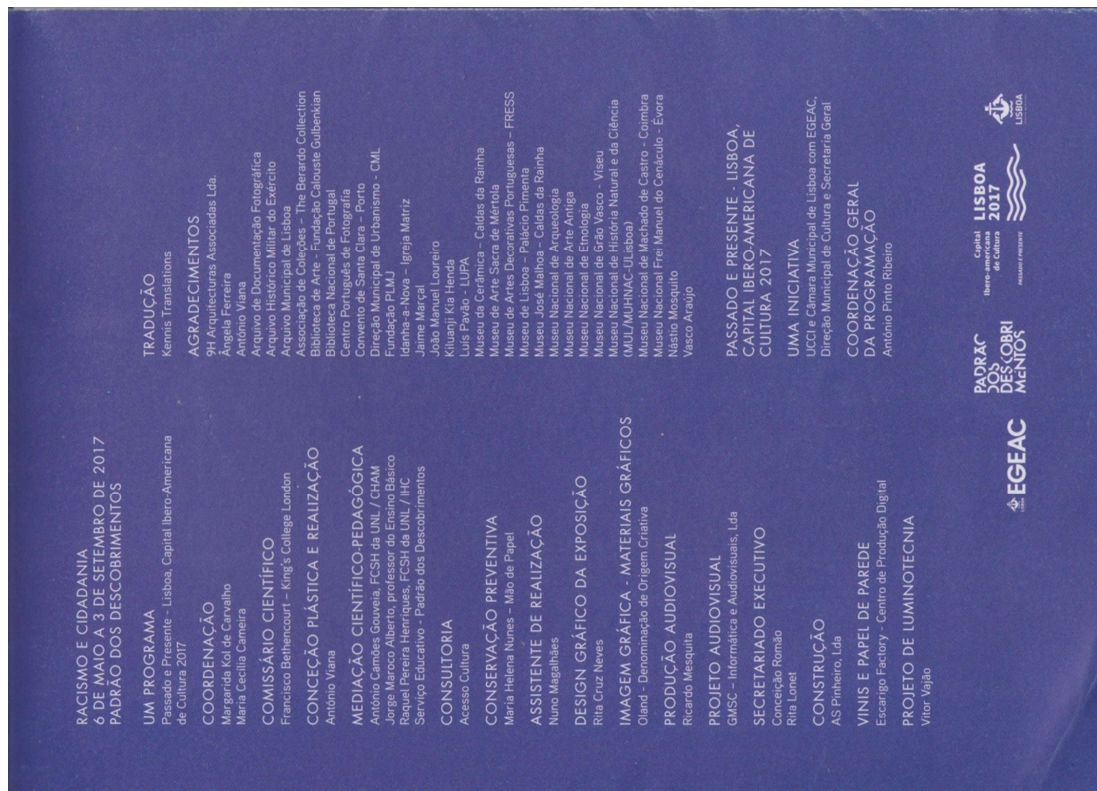 RACISMO E CIDADANIA
6 DE MAIO A 3 DE SETEMBRO DE 2017
PADRÃO DOS DESCOBRIMENTOS
UM PROGRAMA
Passado e Presente - Lisboa, Capital Ibero-Americana
de Cultura 2017
COORDENAÇÃO
Margarida Kol de Carvalho
Maria Cecília Cameira
COMISSÁRIO CIENTÍFICO
Francisco Bethencourt – King's College London
CONCEÇÃO PLÁSTICA E REALIZAÇÃO
António Viana
MEDIAÇÃO CIENTÍFICO-PEDAGÓGICA
António Camões Gouveia, FCSH da UNL / CHAM
Jorge Maroco Alberto, professor do Ensino Básico
Raquel Pereira Henriques, FCSH da UNL / IHC
Serviço Educativo - Padrão dos Descobrimentos
CONSULTORIA
Acesso Cultura
CONSERVAÇÃO PREVENTIVA
Maria Helena Nunes – Mão de Papel
ASSISTENTE DE REALIZAÇÃO
Nuno Magalhães
DESIGN GRÁFICO DA EXPOSIÇÃO
Rita Cruz Neves
IMAGEM GRÁFICA - MATERIAIS GRÁFICOS
Oland - Denominação de Origem Criativa
PRODUÇÃO AUDIOVISUAL
Ricardo Mesquita
PROJETO AUDIOVISUAL
GMSC – Informática e Audiovisuais, Lda
SECRETARIADO EXECUTIVO
Conceição Romão
Rita Lonet
CONSTRUÇÃO
AS Pinheiro, Lda
VINIS E PAPEL DE PAREDE
Escarigo Factory - Centro de Produção Digital
PROJETO DE LUMINOTECNIA
Vítor Vajão
TRADUÇÃO
Kennis Translations
AGRADECIMENTOS
9H Arquitecturas Associadas Lda.
Ângela Ferreira
António Viana
Arquivo de Documentação Fotográfica
Arquivo Histórico Militar do Exército
Arquivo Municipal de Lisboa
Associação de Coleções - The Berardo Collection
Biblioteca de Arte - Fundação Calouste Gulbenkian
Biblioteca Nacional de Portugal
Centro Português de Fotografia
Convento de Santa Clara - Porto
Direção Municipal de Urbanismo - CML
Fundação PLMJ
Idanha-a-Nova - Igreja Matriz
Jaime Marçal
João Manuel Loureiro
Kiluanji Kia Henda
Luís Pavão - LUPA
Museu da Cerâmica – Caldas da Rainha
Museu de Arte Sacra de Mértola
Museu de Artes Decorativas Portuguesas – FRESS
Museu de Lisboa – Palácio Pimenta
Museu José Malhoa – Caldas da Rainha
Museu Nacional de Arqueologia
Museu Nacional de Arte Antiga
Museu Nacional de Etnologia
Museu Nacional de Grão Vasco - Viseu
Museu Nacional de História Natural e da Ciência
(MUL/MUHNAC-ULisboa)
Museu Nacional de Machado de Castro - Coimbra
Museu Nacional Frei Manuel do Cenáculo - Évora
Nástio Mosquito
Vasco Araújo
PASSADO E PRESENTE - LISBOA,
CAPITAL IBERO-AMERICANA DE
CULTURA 2017
UMA INICIATIVA
UCCI e Câmara Municipal de Lisboa com EGEAC,
Direção Municipal de Cultura e Secretaria Geral
COORDENAÇÃO GERAL
DA PROGRAMAÇÃO
António Pinto Ribeiro
EGEAC
PADRÃO
DOS
DESCOBRI
MENTOS
Capital
Ibero-americana
de Cultura
LISBOA
2017
PASSADO E PRESENTE
LISBOA